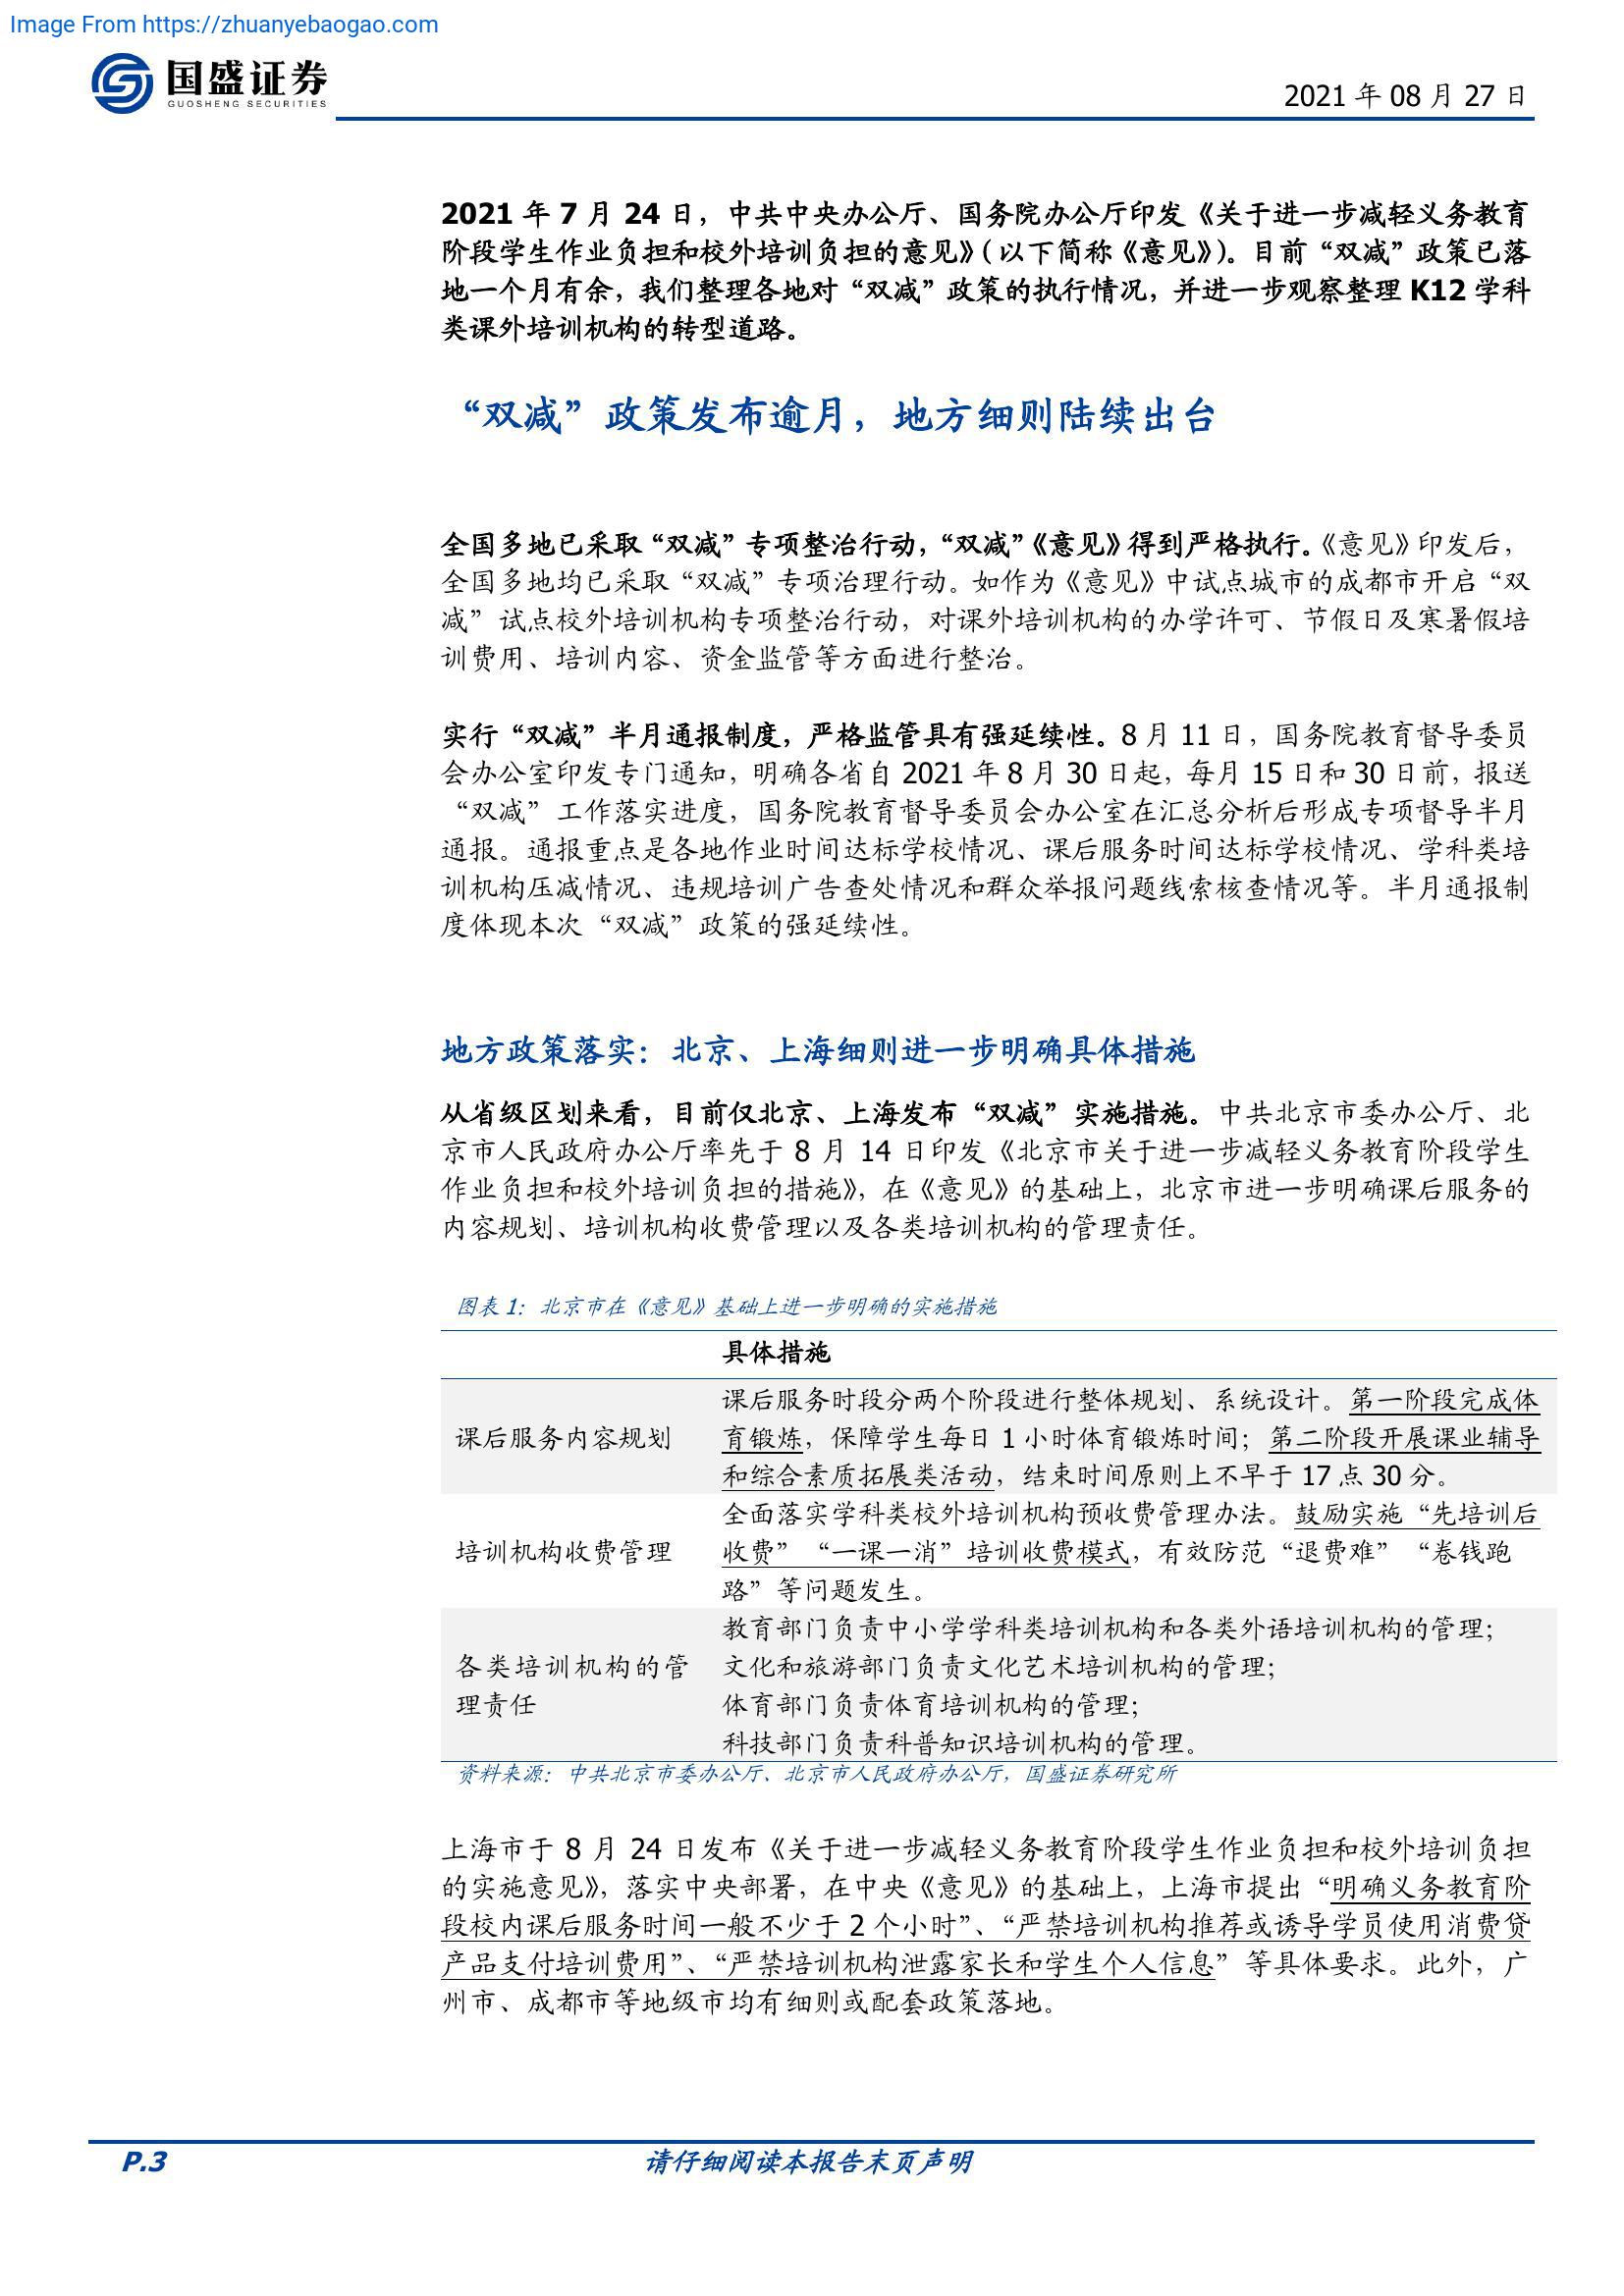 Image From https://zhuanyebaogao.com
国盛证券
GUOSHENG SECURITIES
2021 年 08 月 27 日
2021 年 7 月 24 日，中共中央办公厅、国务院办公厅印发《关于进一步减轻义务教育
阶段学生作业负担和校外培训负担的意见》（以下简称《意见》）。目前“双减”政策已落
地一个月有余，我们整理各地对“双减”政策的执行情况，并进一步观察整理 K12 学科
类课外培训机构的转型道路。
“双减”政策发布逾月，地方细则陆续出台
全国多地已采取“双减”专项整治行动，“双减”《意见》得到严格执行。《意见》印发后，
全国多地均已采取“双减”专项治理行动。如作为《意见》中试点城市的成都市开启“双
减”试点校外培训机构专项整治行动，对课外培训机构的办学许可、节假日及寒暑假培
训费用、培训内容、资金监管等方面进行整治。
实行“双减”半月通报制度，严格监管具有强延续性。8 月 11 日，国务院教育督导委员
会办公室印发专门通知，明确各省自 2021 年 8 月 30 日起，每月 15 日和 30 日前，报送
“双减”工作落实进度，国务院教育督导委员会办公室在汇总分析后形成专项督导半月
通报。通报重点是各地作业时间达标学校情况、课后服务时间达标学校情况、学科类培
训机构压减情况、违规培训广告查处情况和群众举报问题线索核查情况等。半月通报制
度体现本次“双减”政策的强延续性。
地方政策落实：北京、上海细则进一步明确具体措施
从省级区划来看，目前仅北京、上海发布“双减”实施措施。中共北京市委办公厅、北
京市人民政府办公厅率先于 8 月 14 日印发《北京市关于进一步减轻义务教育阶段学生
作业负担和校外培训负担的措施》，在《意见》的基础上，北京市进一步明确课后服务的
内容规划、培训机构收费管理以及各类培训机构的管理责任。
图表 1：北京市在《意见》基础上进一步明确的实施措施
具体措施
课后服务内容规划
课后服务时段分两个阶段进行整体规划、系统设计。第一阶段完成体
育锻炼，保障学生每日 1 小时体育锻炼时间；第二阶段开展课业辅导
和综合素质拓展类活动，结束时间原则上不早于 17 点 30 分。
培训机构收费管理
全面落实学科类校外培训机构预收费管理办法。鼓励实施“先培训后
收费”“一课一消”培训收费模式，有效防范“退费难”“卷钱跑
路”等问题发生。
各类培训机构的管
理责任
教育部门负责中小学学科类培训机构和各类外语培训机构的管理；
文化和旅游部门负责文化艺术培训机构的管理；
体育部门负责体育培训机构的管理；
科技部门负责科普知识培训机构的管理。
资料来源：中共北京市委办公厅、北京市人民政府办公厅，国盛证券研究所
上海市于 8 月 24 日发布《关于进一步减轻义务教育阶段学生作业负担和校外培训负担
的实施意见》，落实中央部署，在中央《意见》的基础上，上海市提出“明确义务教育阶
段校内课后服务时间一般不少于 2 个小时”、“严禁培训机构推荐或诱导学员使用消费贷
产品支付培训费用”、“严禁培训机构泄露家长和学生个人信息”等具体要求。此外，广
州市、成都市等地级市均有细则或配套政策落地。
P.3
请仔细阅读本报告末页声明